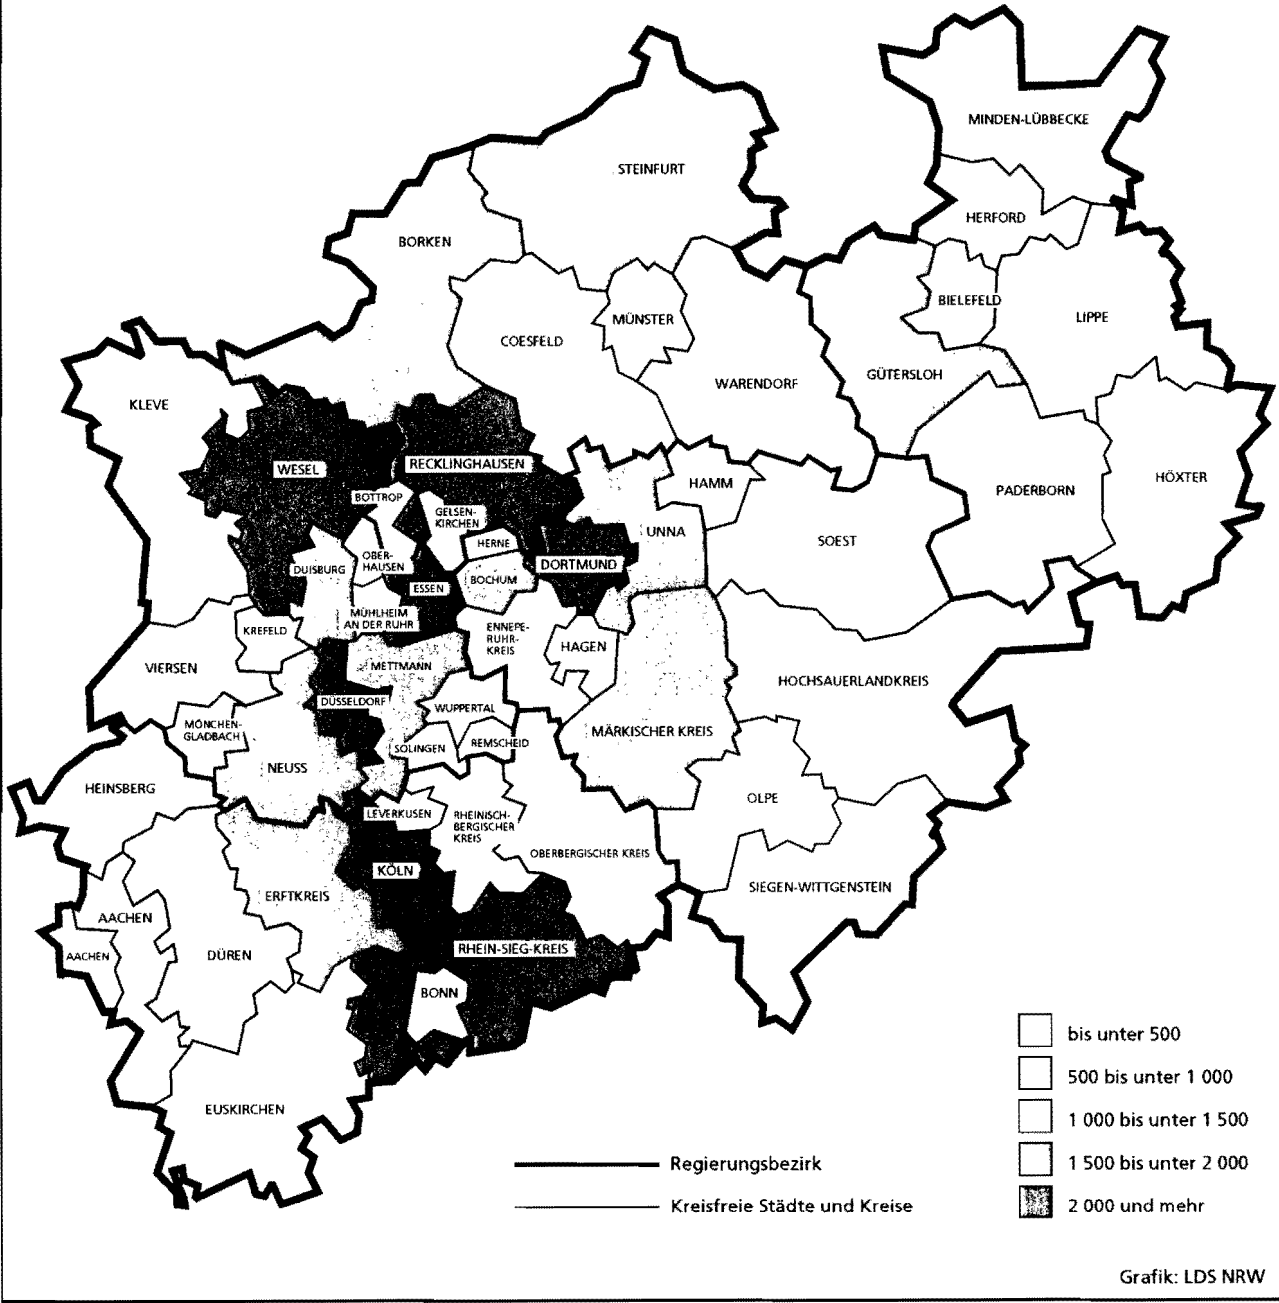 MINDEN-LÜBBECKE
STEINFURT
HERFORD
BORKEN
BIELEFELD
LIPPE
MÜNSTER
COESFELD
GÜTERSLOH
WARENDORF
KLEVE
RECKLINGHAUSEN
WESEL
HÖXTER
HAMM
PADERBORN
BOTTROP
GELSEN-
KIRCHEN
UNNA
SOEST
HERNE
OBER-
HAUSEN
DORTMUND
DUISBURG
BOCHUM
ESSEN
MÜHLHEIM
AN DER RUHR
KREFELD
ENNEPE-
RUHR-
KREIS
HAGEN
VIERSEN
METTMANN
HOCHSAUERLANDKREIS
DÜSSELDORF
WUPPERTAL
MÖNCHEN-
GLADBACH
MÄRKISCHER KREIS
SOLINGEN
REMSCHEID
NEUSS
HEINSBERG
OLPE
LEVERKUSEN
RHEINISCH-
BERGISCHER
KREIS
OBERBERGISCHER KREIS
KÖLN
SIEGEN-WITTGENSTEIN
ERFTKREIS
AACHEN
RHEIN-SIEG-KREIS
DÜREN
AACHEN
BONN
EUSKIRCHEN
bis unter 500
500 bis unter 1 000
1 000 bis unter 1 500
1 500 bis unter 2 000
2 000 und mehr
Regierungsbezirk
Kreisfreie Städte und Kreise
Grafik: LDS NRW